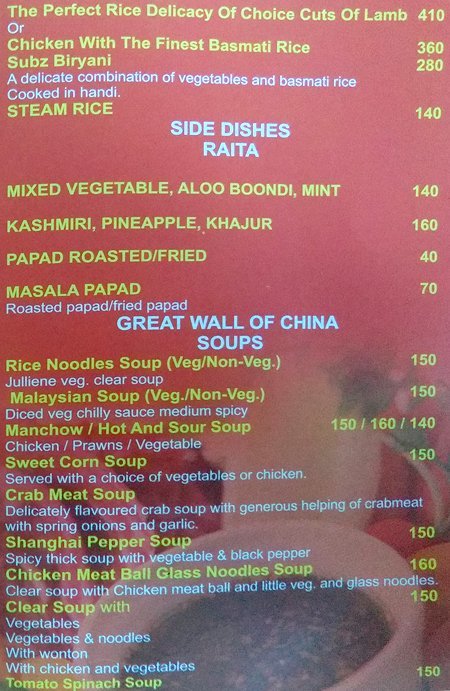 The Perfect Rice Delicacy Of Choice Cuts Of Lamb 410
Or
Chicken With The Finest Basmati Rice 360
Subz Biryani 280
A delicate combination of vegetables and basmati rice
Cooked in handi.
STEAM RICE 140
SIDE DISHES
RAITA
MIXED VEGETABLE, ALOO BOONDI, MINT 140
KASHMIRI, PINEAPPLE, KHAJUR 160
PAPAD ROASTED/FRIED 40
MASALA PAPAD 70
Roasted papad/fried papad
GREAT WALL OF CHINA
SOUPS
Rice Noodles Soup (Veg/Non-Veg.) 150
Julliene veg. clear soup
Malaysian Soup (Veg./Non-Veg.) 150
Diced veg chilly sauce medium spicy
Manchow / Hot And Sour Soup 150 / 160 / 140
Chicken / Prawns / Vegetable
Sweet Corn Soup 150
Served with a choice of vegetables or chicken.
Crab Meat Soup
Delicately flavoured crab soup with generous helping of crabmeat
with spring onions and garlic.
Shanghai Pepper Soup 150
Spicy thick soup with vegetable & black pepper
Chicken Meat Ball Glass Noodles Soup 160
Clear soup with Chicken meat ball and little veg. and glass noodles.
Clear Soup with 150
Vegetables
Vegetables & noodles
With wonton
With chicken and vegetables
Tomato Spinach Soup 150